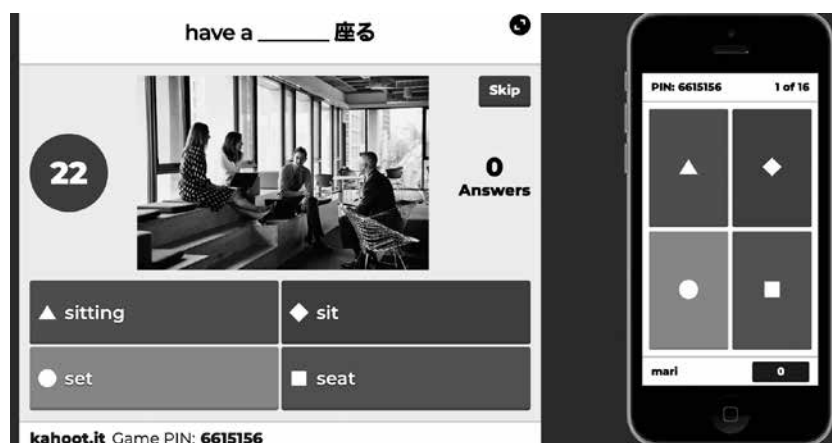 have a ______ 座る
Skip
22
0
Answers
sitting
sit
set
seat
kahoot.it Game PIN: 6615156
PIN: 6615156 1 of 16
mari 0